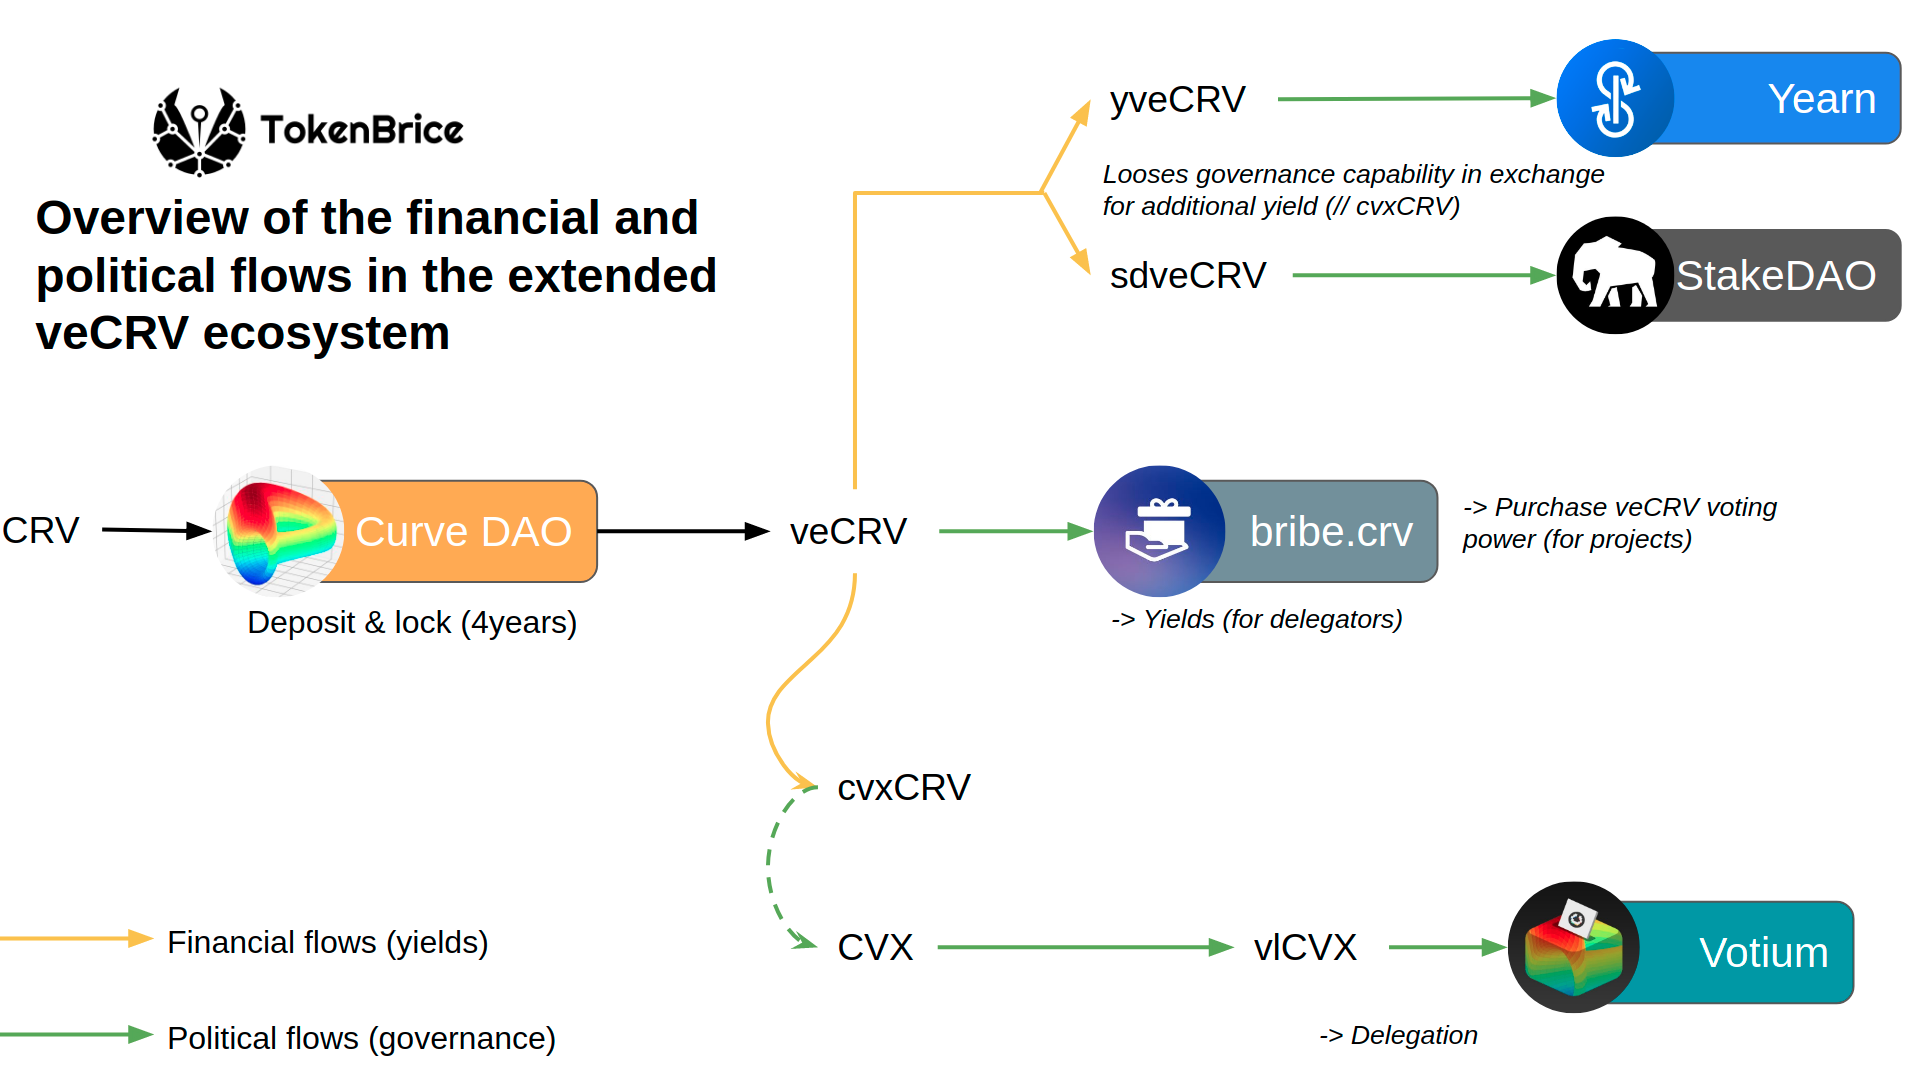 TokenBrice
Overview of the financial and
political flows in the extended
veCRV ecosystem
yveCRV
Yearn
Looses governance capability in exchange
for additional yield (// cvxCRV)
sdveCRV
StakeDAO
CRV
Curve DAO
Deposit & lock (4years)
veCRV
bribe.crv
-> Purchase veCRV voting
power (for projects)
-> Yields (for delegators)
cvxCRV
CVX
vlCVX
Votium
-> Delegation
Financial flows (yields)
Political flows (governance)